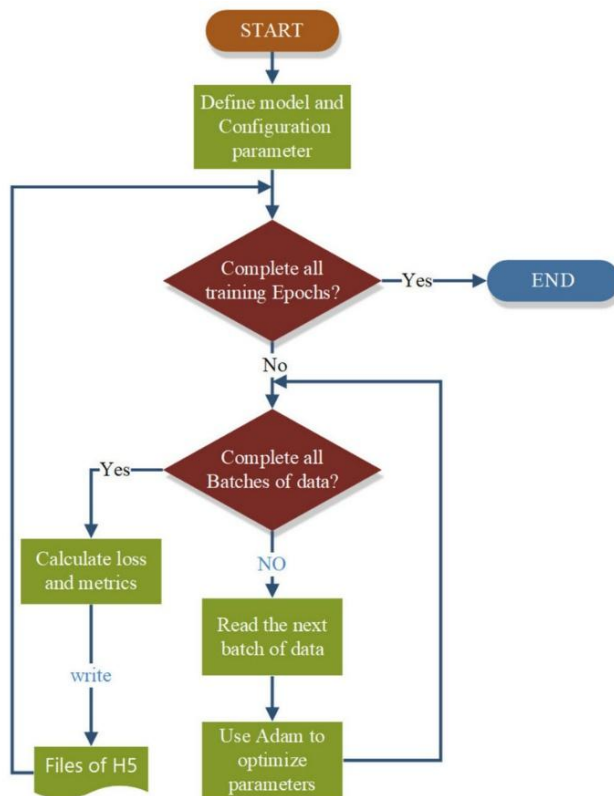 START
Define model and
Configuration
parameter
Complete all
training Epochs?
Yes
END
No
Complete all
Batches of data?
Yes
Calculate loss
and metrics
NO
Read the next
batch of data
write
Use Adam to
optimize
parameters
Files of H5